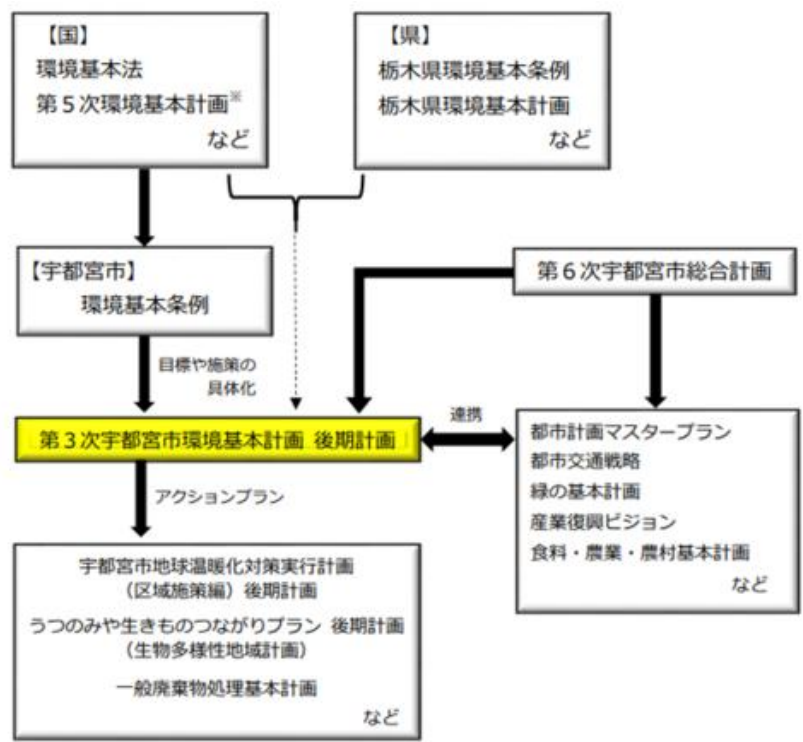 【国】
環境基本法
第5次環境基本計画※
など
【県】
栃木県環境基本条例
栃木県環境基本計画
など
【宇都宮市】
環境基本条例
第6次宇都宮市総合計画
目標や施策の
具体化
第3次宇都宮市環境基本計画 後期計画
連携
都市計画マスタープラン
都市交通戦略
緑の基本計画
産業復興ビジョン
食料・農業・農村基本計画
など
アクションプラン
宇都宮市地球温暖化対策実行計画
（区域施策編）後期計画
うつのみや生きものつながりプラン 後期計画
（生物多様性地域計画）
一般廃棄物処理基本計画
など